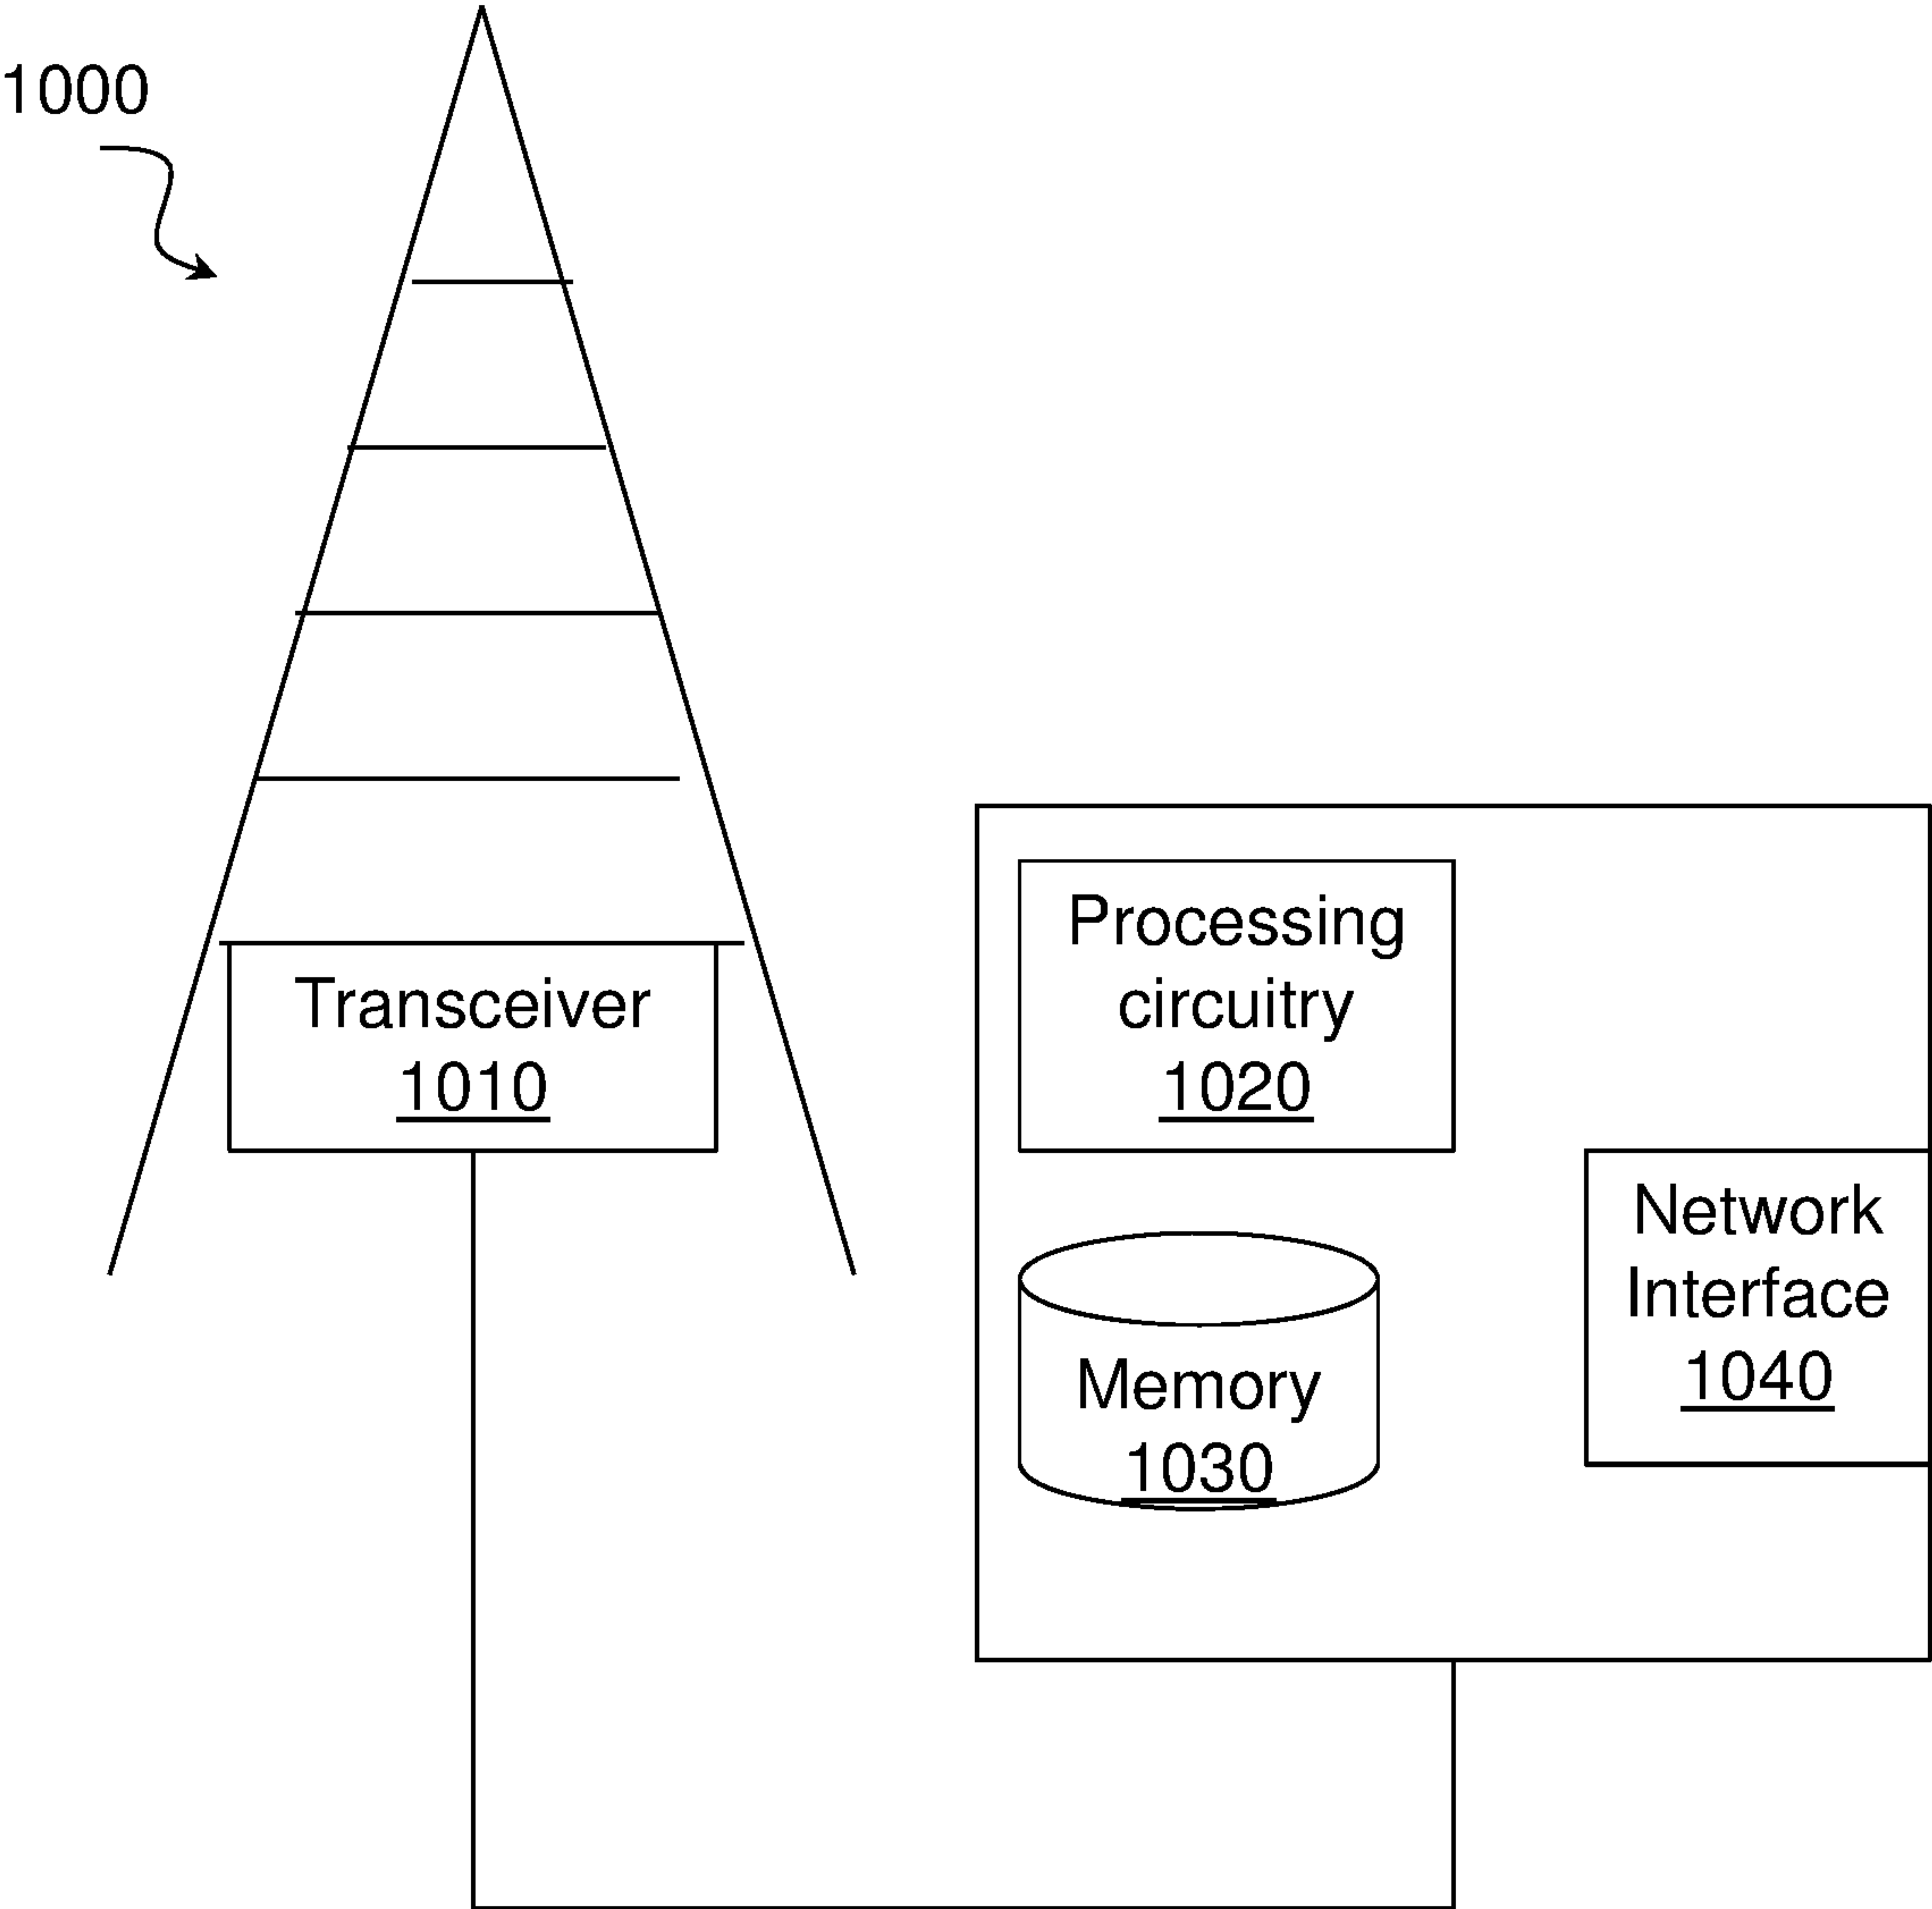 1000
Transceiver
1010
Processing
circuitry
1020
Memory
1030
Network
Interface
1040